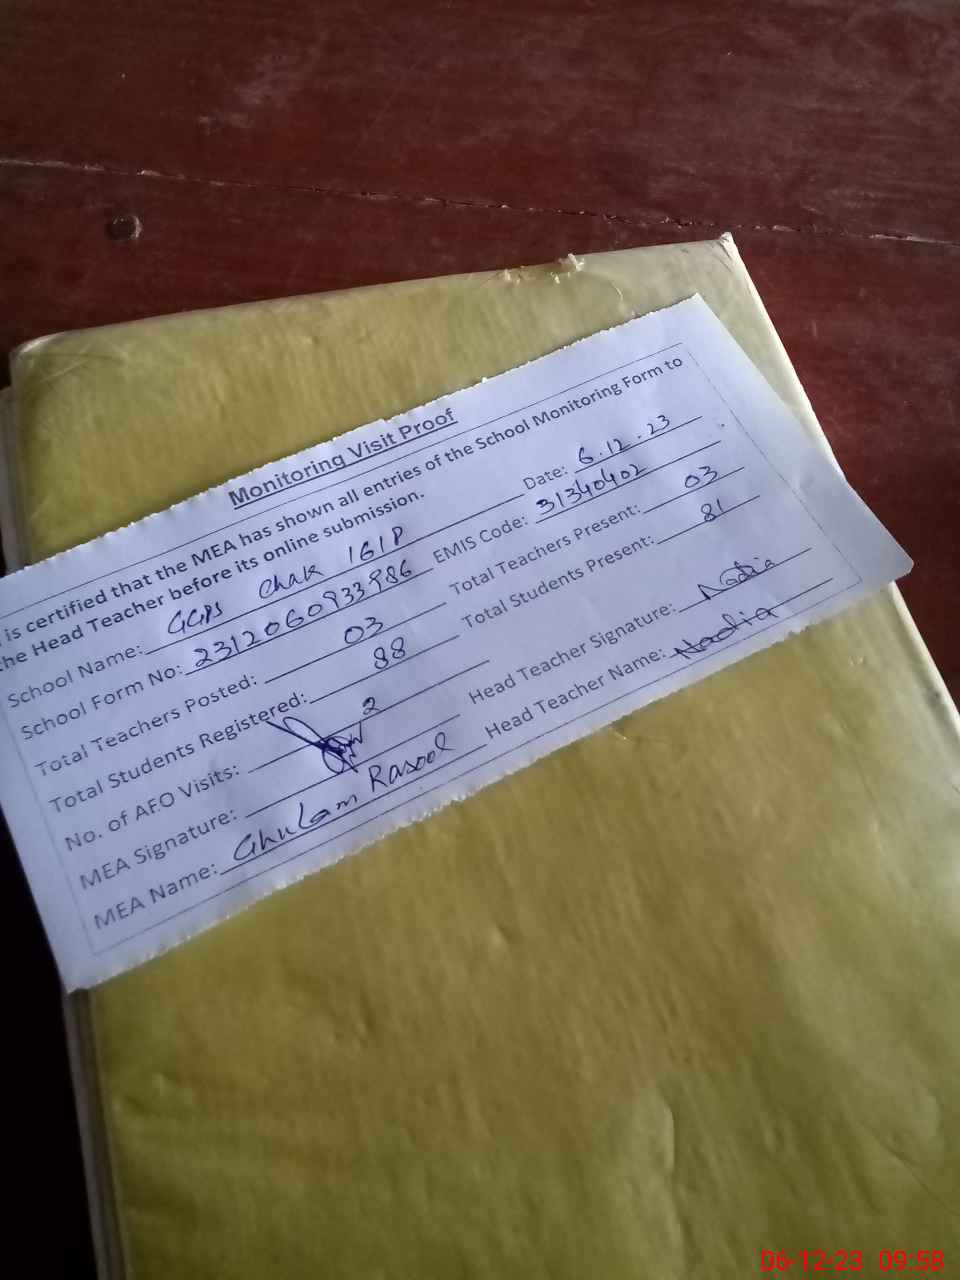 Monitoring Visit Proof
is certified that the MEA has shown all entries of the School Monitoring Form to
the Head Teacher before its online submission.
School Name: GGPS Chak 161P Date: 6.12.23
School Form No: 2312060933986 EMIS Code: 31340402
Total Teachers Posted: 03 Total Teachers Present: 03
Total Students Registered: 88 Total Students Present: 81
No. of AEO Visits: 2 Head Teacher Signature: Nadia
MEA Signature: Head Teacher Name: Nadia
MEA Name: Ghulam Rasool
06-12-23 09:58